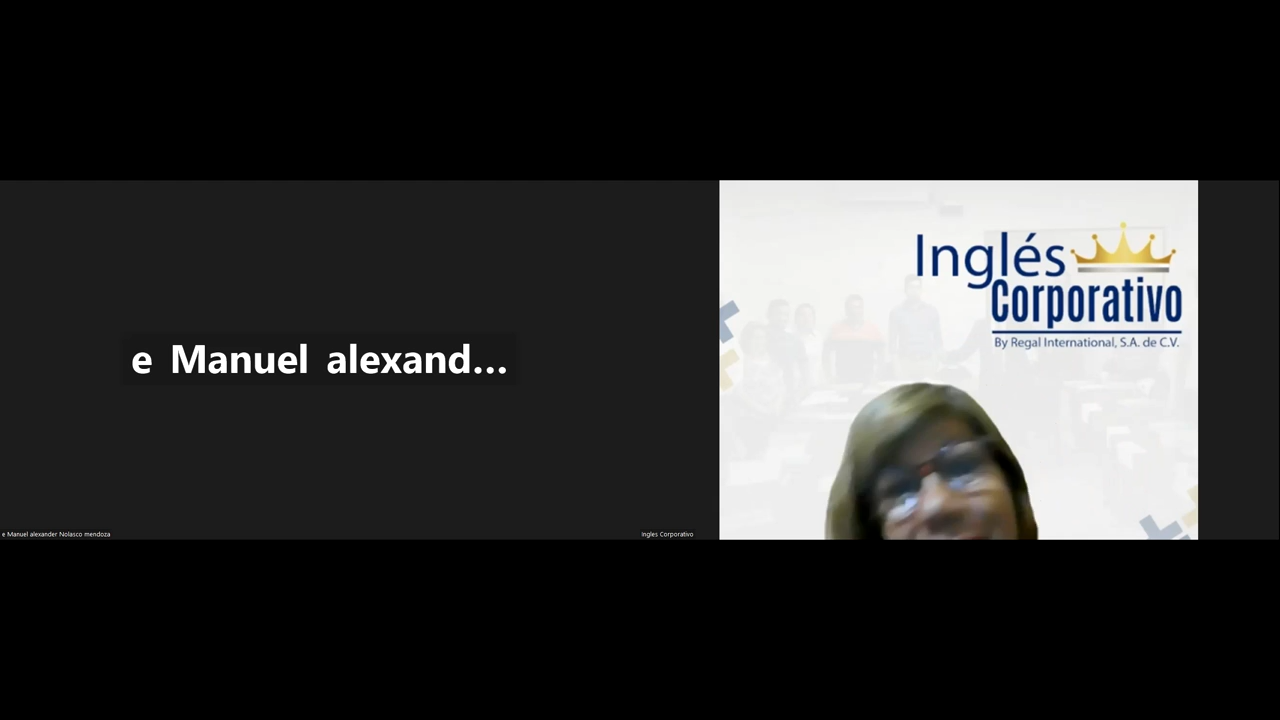 e Manuel alexand...
e Manuel alexander Nolasco mendoza
Ingles Corporativo
Inglés
Corporativo
By Regal International, S.A. de C.V.